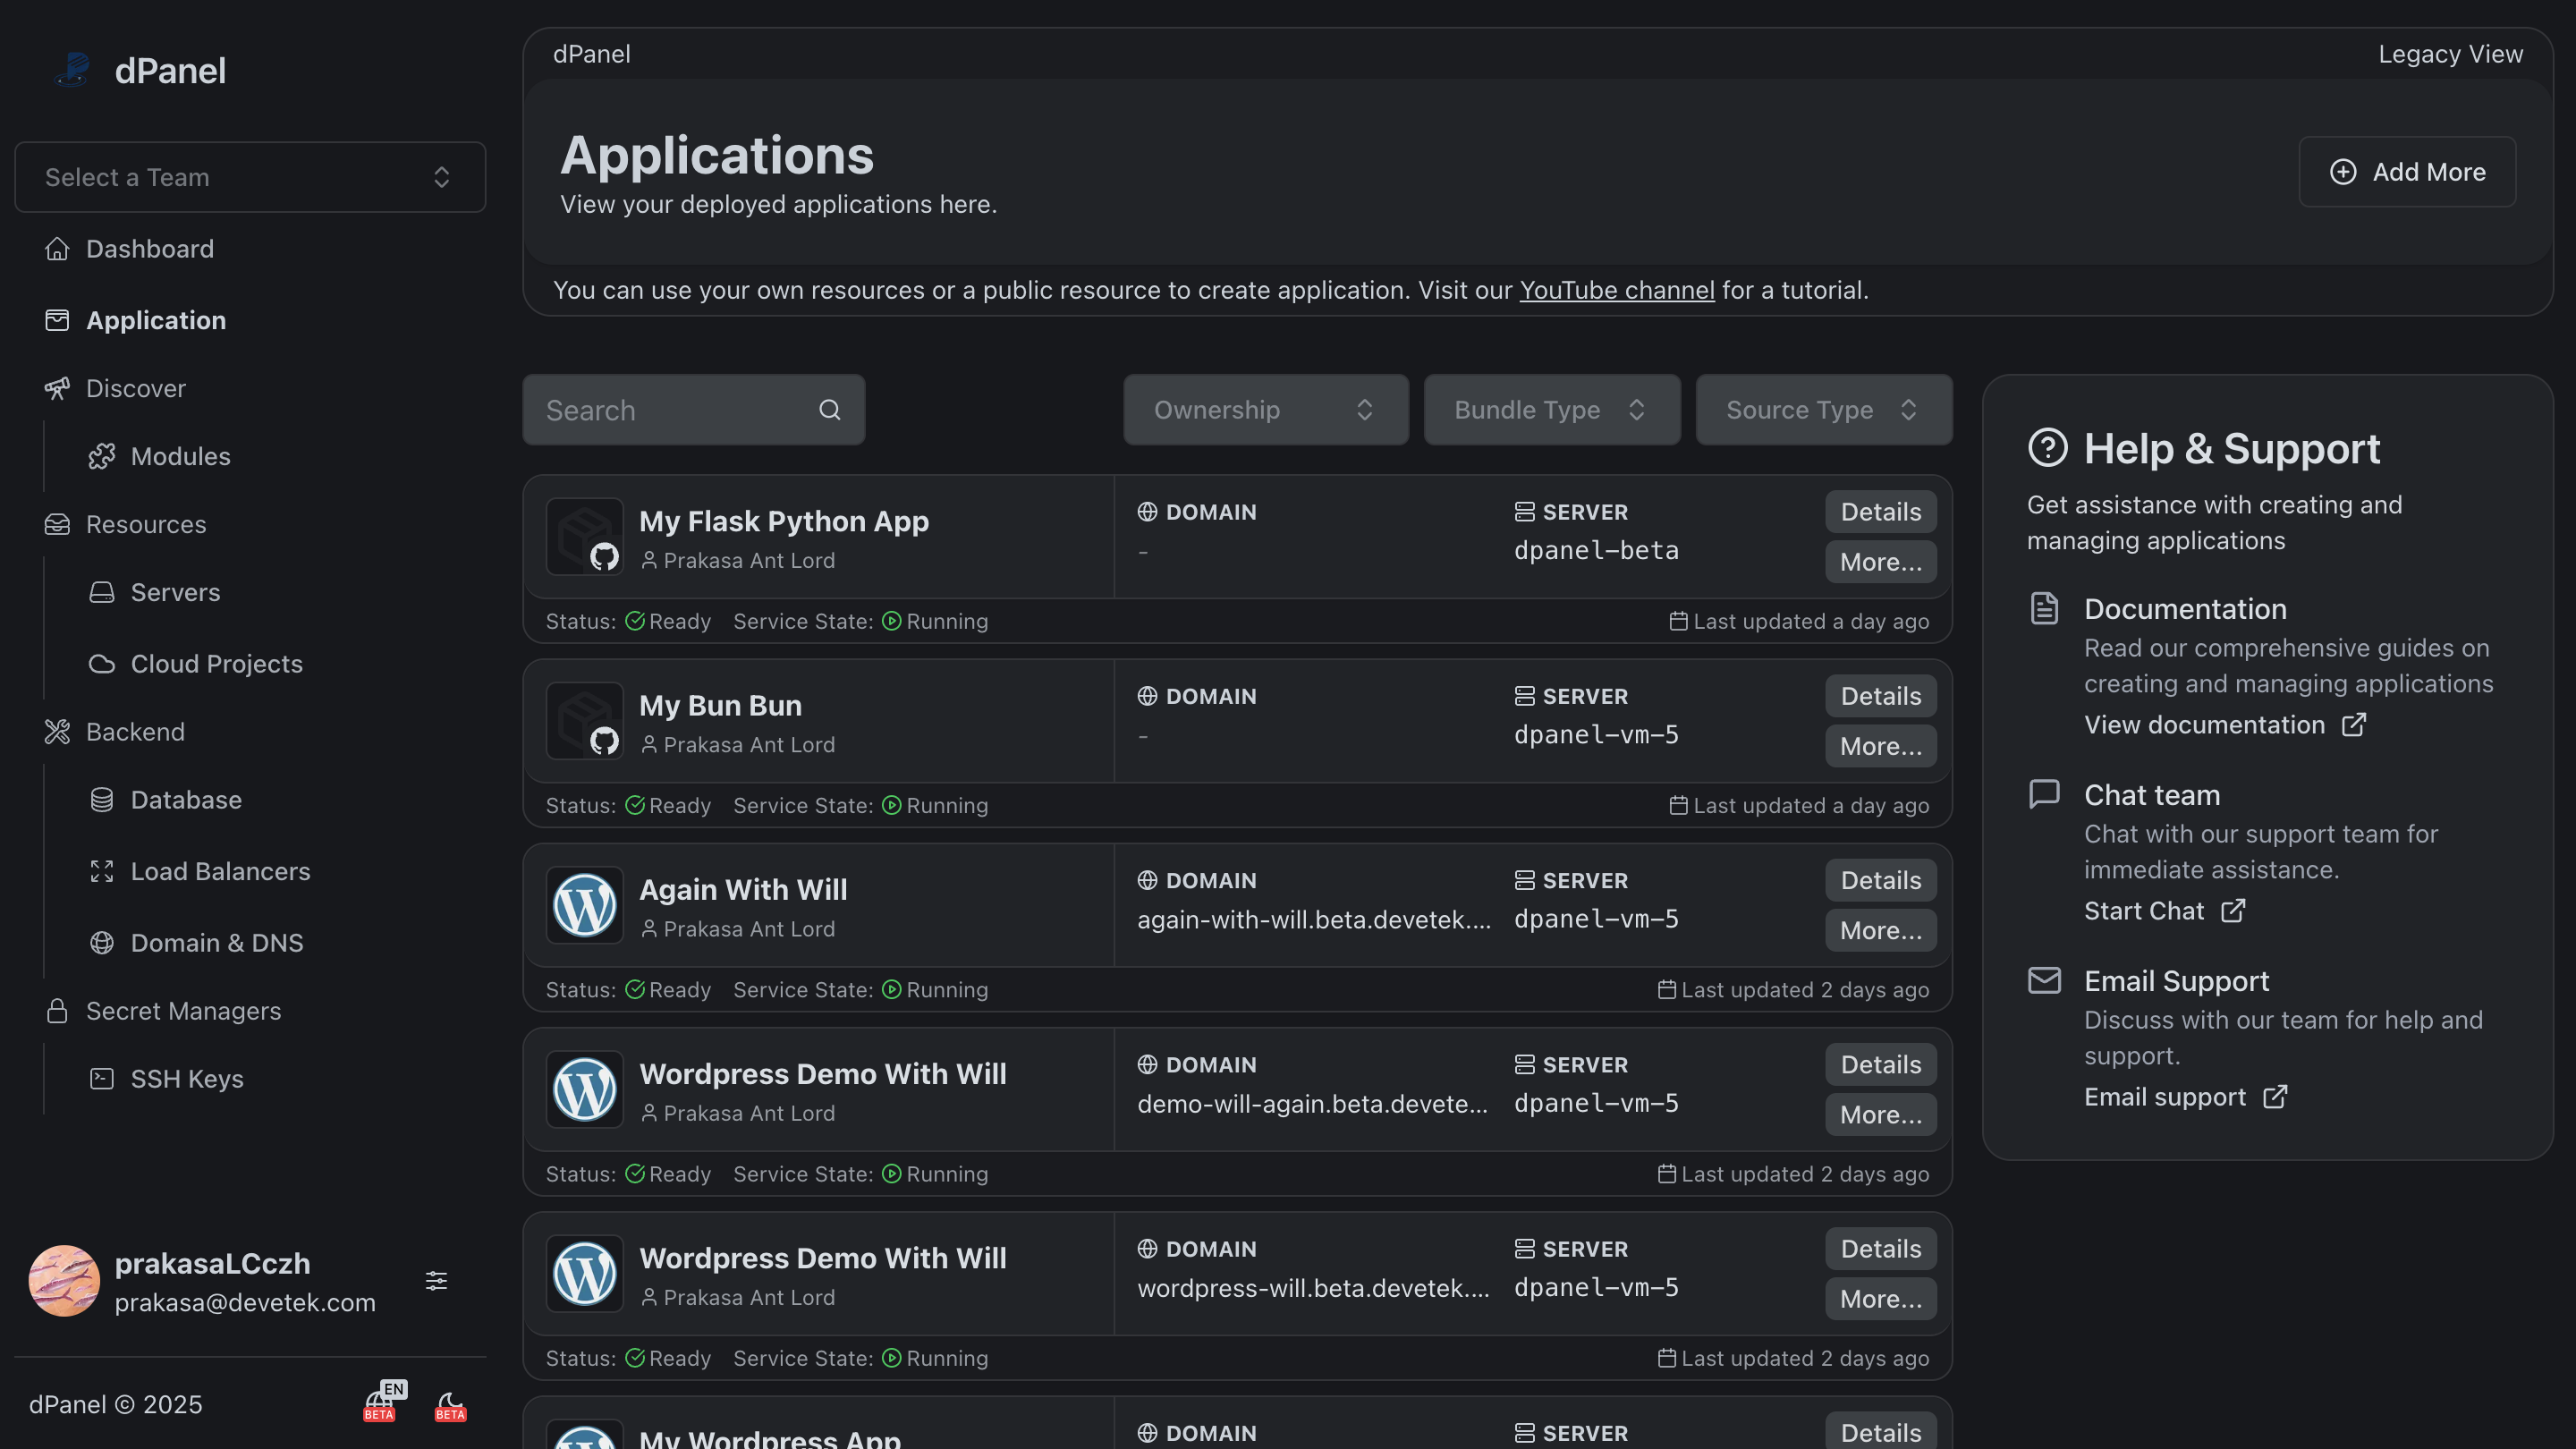 dPanel
Select a Team
Dashboard
Application
Discover
Modules
Resources
Servers
Cloud Projects
Backend
Database
Load Balancers
Domain & DNS
Secret Managers
SSH Keys
prakasaLCczh
prakasa@devetek.com
dPanel © 2025
EN
BETA
BETA
dPanel
Legacy View
Applications
View your deployed applications here.
Add More
You can use your own resources or a public resource to create application. Visit our YouTube channel for a tutorial.
Search
Ownership
Bundle Type
Source Type
My Flask Python App
Prakasa Ant Lord
DOMAIN
-
SERVER
dpanel-beta
Details
More...
Status: Ready Service State: Running
Last updated a day ago
My Bun Bun
Prakasa Ant Lord
DOMAIN
-
SERVER
dpanel-vm-5
Details
More...
Status: Ready Service State: Running
Last updated a day ago
Again With Will
Prakasa Ant Lord
DOMAIN
again-with-will.beta.devetek....
SERVER
dpanel-vm-5
Details
More...
Status: Ready Service State: Running
Last updated 2 days ago
Wordpress Demo With Will
Prakasa Ant Lord
DOMAIN
demo-will-again.beta.devete...
SERVER
dpanel-vm-5
Details
More...
Status: Ready Service State: Running
Last updated 2 days ago
Wordpress Demo With Will
Prakasa Ant Lord
DOMAIN
wordpress-will.beta.devetek....
SERVER
dpanel-vm-5
Details
More...
Status: Ready Service State: Running
Last updated 2 days ago
My Wordpress App
DOMAIN
SERVER
Details
Help & Support
Get assistance with creating and
managing applications
Documentation
Read our comprehensive guides on
creating and managing applications
View documentation
Chat team
Chat with our support team for
immediate assistance.
Start Chat
Email Support
Discuss with our team for help and
support.
Email support